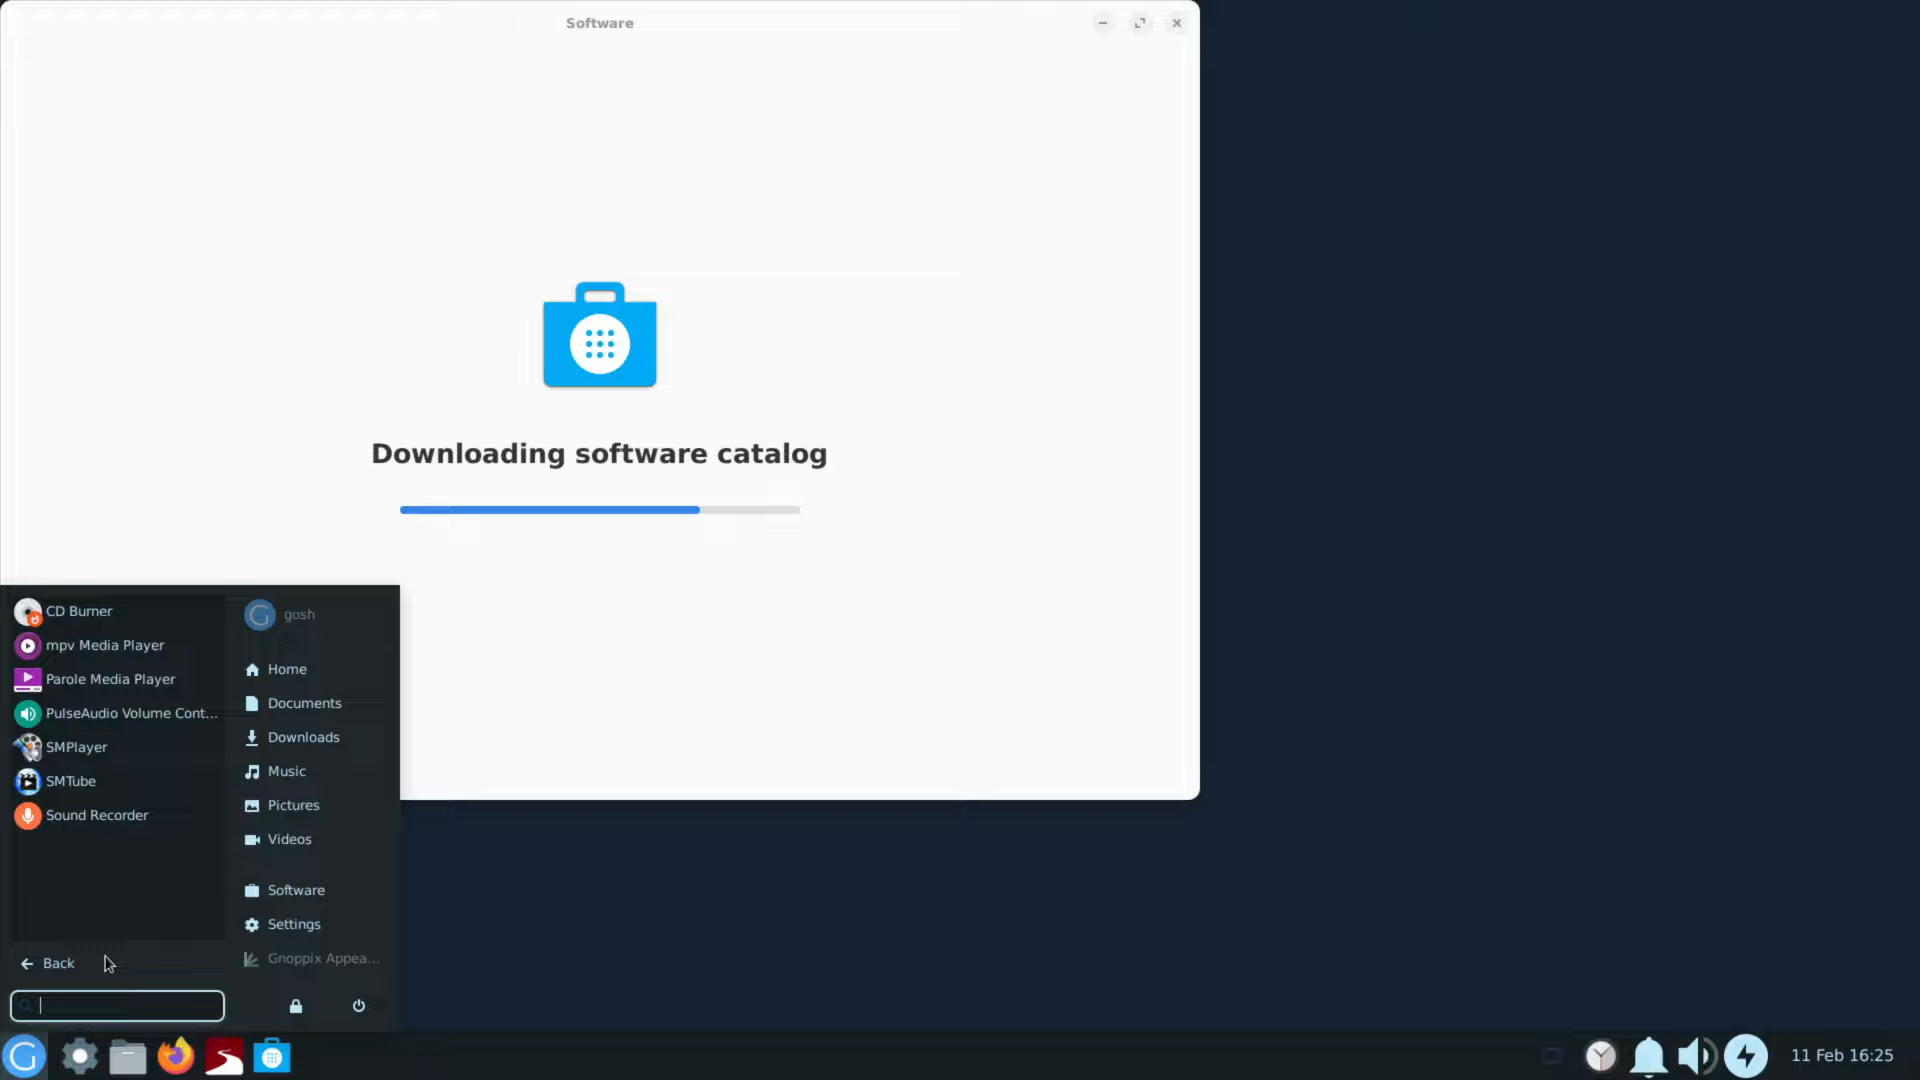 Software
Downloading software catalog
CD Burner
mpv Media Player
Parole Media Player
PulseAudio Volume Cont...
SMPlayer
SMTube
Sound Recorder
Back
gosh
Home
Documents
Downloads
Music
Pictures
Videos
Software
Settings
Gnoppix Appea...
11 Feb 16:25